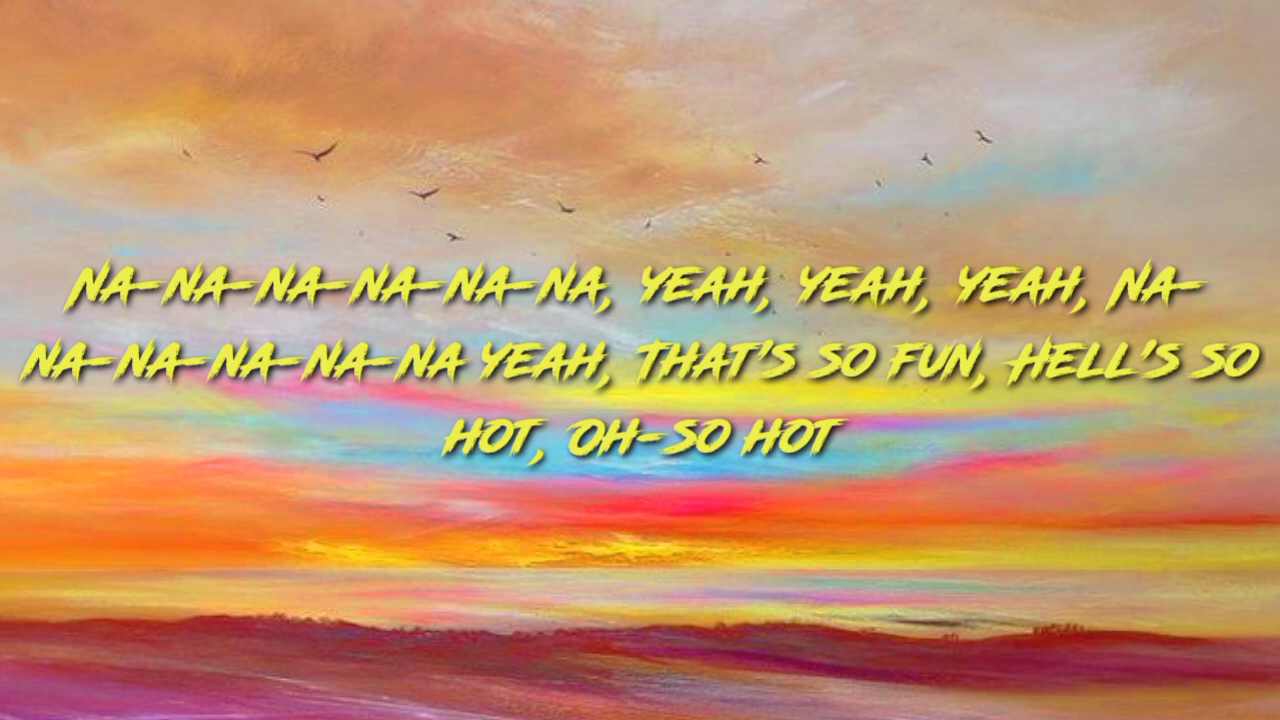 NA-NA-NA-NA-NA-NA, YEAH, YEAH, YEAH, NA-
NA-NA-NA-NA-NA YEAH, THAT'S SO FUN, HELL'S SO
HOT, OH-SO HOT